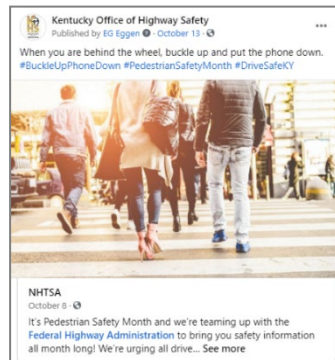 Kentucky Office of Highway Safety
Published by EG Eggen · October 13 ·
When you are behind the wheel, buckle up and put the phone down.
#BuckleUpPhoneDown #PedestrianSafetyMonth #DriveSafeKY
NHTSA
October 8 ·
It's Pedestrian Safety Month and we're teaming up with the
Federal Highway Administration to bring you safety information
all month long! We're urging all drive... See more